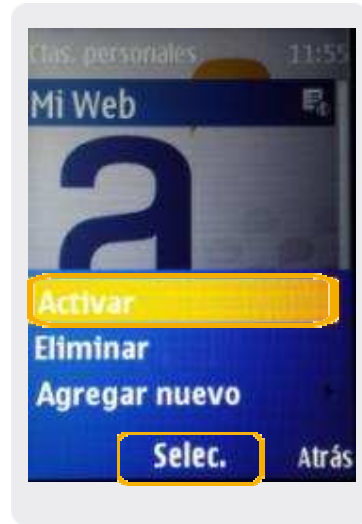 Ctas. personales 11:55
Mi Web
a
Activar
Eliminar
Agregar nuevo
Selec. Atrás